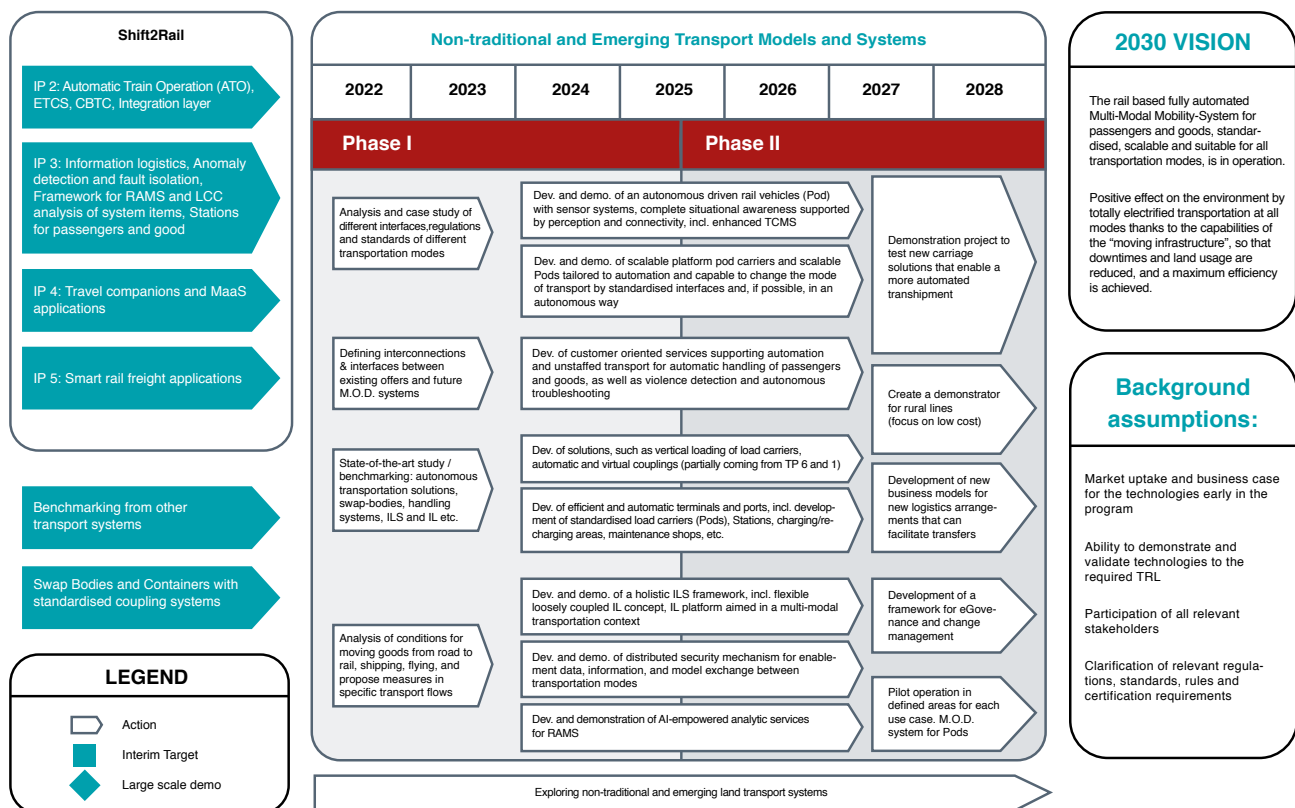 Shift2Rail
IP 2: Automatic Train Operation (ATO),
ETCS, CBTC, Integration layer
IP 3: Information logistics, Anomaly
detection and fault isolation,
Framework for RAMS and LCC
analysis of system items, Stations
for passengers and good
IP 4: Travel companions and MaaS
applications
IP 5: Smart rail freight applications
Benchmarking from other
transport systems
Swap Bodies and Containers with
standardised coupling systems
LEGEND
Action
Interim Target
Large scale demo
Non-traditional and Emerging Transport Models and Systems
2022 2023 2024 2025 2026 2027 2028
Phase I Phase II
Analysis and case study of
different interfaces,regulations
and standards of different
transportation modes
Defining interconnections
& interfaces between
existing offers and future
M.O.D. systems
State-of-the-art study /
benchmarking: autonomous
transportation solutions,
swap-bodies, handling
systems, ILS and IL etc.
Analysis of conditions for
moving goods from road to
rail, shipping, flying, and
propose measures in
specific transport flows
Dev. and demo. of an autonomous driven rail vehicles (Pod)
with sensor systems, complete situational awareness supported
by perception and connectivity, incl. enhanced TCMS
Dev. and demo. of scalable platform pod carriers and scalable
Pods tailored to automation and capable to change the mode
of transport by standardised interfaces and, if possible, in an
autonomous way
Dev. of customer oriented services supporting automation
and unstaffed transport for automatic handling of passengers
and goods, as well as violence detection and autonomous
troubleshooting
Dev. of solutions, such as vertical loading of load carriers,
automatic and virtual couplings (partially coming from TP 6 and 1)
Dev. of efficient and automatic terminals and ports, incl. develop-
ment of standardised load carriers (Pods), Stations, charging/re-
charging areas, maintenance shops, etc.
Dev. and demo. of a holistic ILS framework, incl. flexible
loosely coupled IL concept, IL platform aimed in a multi-modal
transportation context
Dev. and demo. of distributed security mechanism for enable-
ment data, information, and model exchange between
transportation modes
Dev. and demonstration of AI-empowered analytic services
for RAMS
Demonstration project to
test new carriage
solutions that enable a
more automated
transhipment
Create a demonstrator
for rural lines
(focus on low cost)
Development of new
business models for
new logistics arrange-
ments that can
facilitate transfers
Development of a
framework for eGover-
nance and change
management
Pilot operation in
defined areas for each
use case. M.O.D.
system for Pods
Exploring non-traditional and emerging land transport systems
2030 VISION
The rail based fully automated
Multi-Modal Mobility-System for
passengers and goods, standar-
dised, scalable and suitable for all
transportation modes, is in operation.
Positive effect on the environment by
totally electrified transportation at all
modes thanks to the capabilities of
the “moving infrastructure”, so that
downtimes and land usage are
reduced, and a maximum efficiency
is achieved.
Background
assumptions:
Market uptake and business case
for the technologies early in the
program
Ability to demonstrate and
validate technologies to the
required TRL
Participation of all relevant
stakeholders
Clarification of relevant regula-
tions, standards, rules and
certification requirements